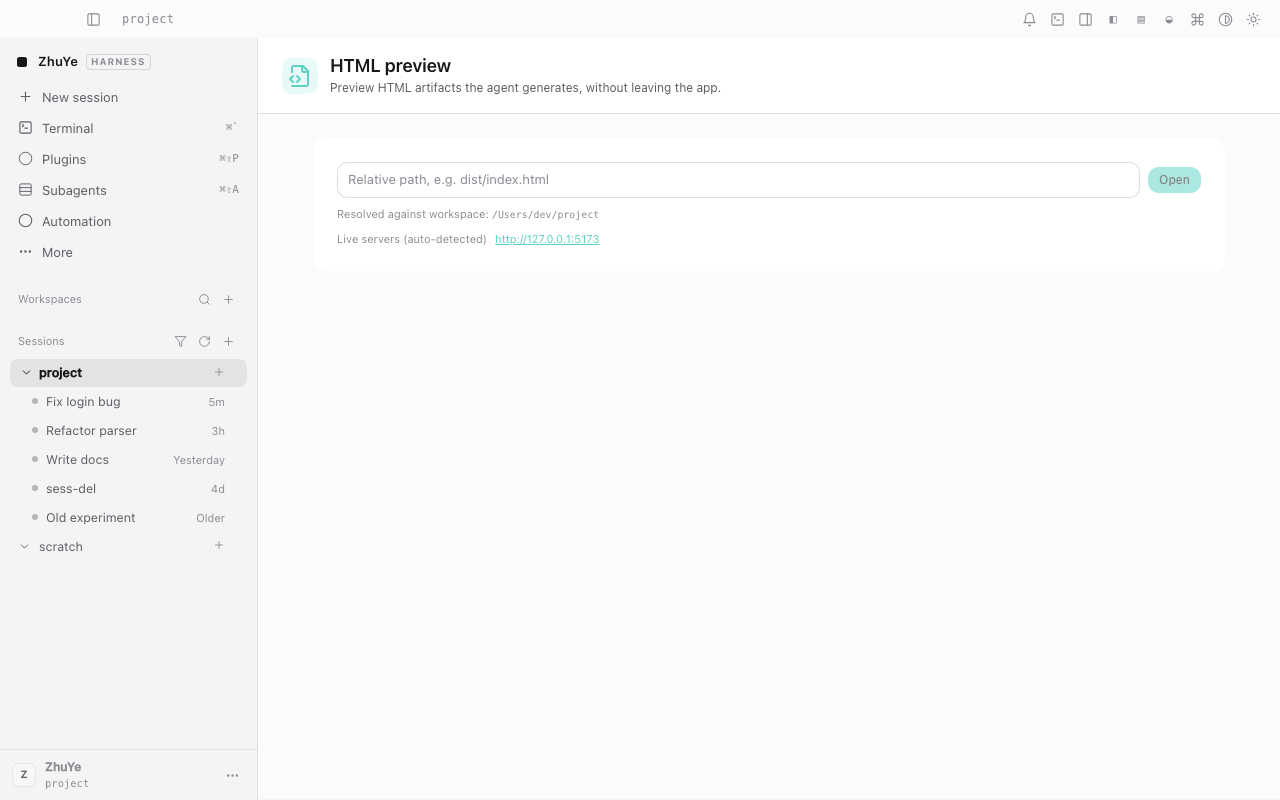 project
ZhuYe HARNESS
New session
Terminal ⌘`
Plugins ⌘⇧P
Subagents ⌘⇧A
Automation
More
Workspaces
Sessions
project
Fix login bug 5m
Refactor parser 3h
Write docs Yesterday
sess-del 4d
Old experiment Older
scratch
Z
ZhuYe
project
HTML preview
Preview HTML artifacts the agent generates, without leaving the app.
Relative path, e.g. dist/index.html Open
Resolved against workspace: /Users/dev/project
Live servers (auto-detected) http://127.0.0.1:5173